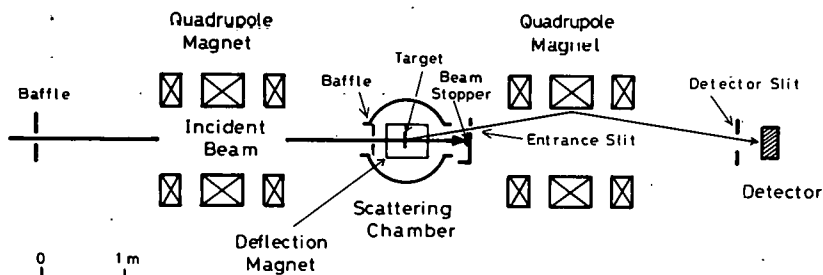 Quadrupole
Magnet
Quadrupole
Magnel
Target
Baffle
Beam
Stopper
Baffle
Detector Slit
Incident
Beam
Entrance Slit
Detector
Scattering
Chamber
Deflection
Magnet
0
1 m